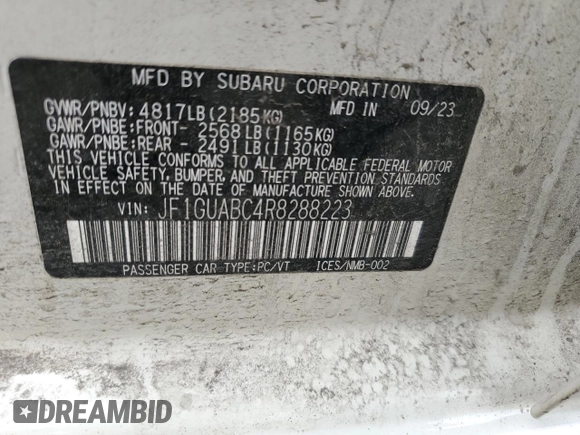 MFD BY SUBARU CORPORATION
GVWR/PNBV: 4817LB(2185KG) MFD IN 09/23
GAWR/PNBE:FRONT- 2568LB(1165KG)
GAWR/PNBE:REAR - 2491LB(1130KG)
THIS VEHICLE CONFORMS TO ALL APPLICABLE FEDERAL MOTOR
VEHICLE SAFETY, BUMPER, AND THEFT PREVENTION STANDARDS
IN EFFECT ON THE DATE OF MANUFACTURE SHOWN ABOVE.
VIN: JF1GUABC4R8288223
PASSENGER CAR TYPE:PC/VT ICES/NMB-002
DREAMBID